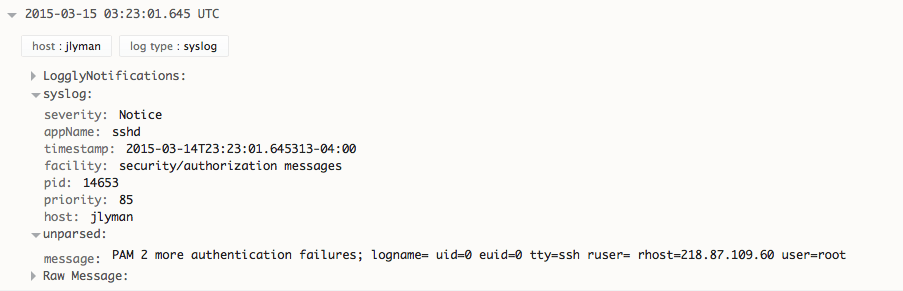 2015-03-15 03:23:01.645 UTC
host : jlyman log type : syslog
LogglyNotifications:
syslog:
severity: Notice
appName: sshd
timestamp: 2015-03-14T23:23:01.645313-04:00
facility: security/authorization messages
pid: 14653
priority: 85
host: jlyman
unparsed:
message: PAM 2 more authentication failures; logname= uid=0 euid=0 tty=ssh ruser= rhost=218.87.109.60 user=root
Raw Message: